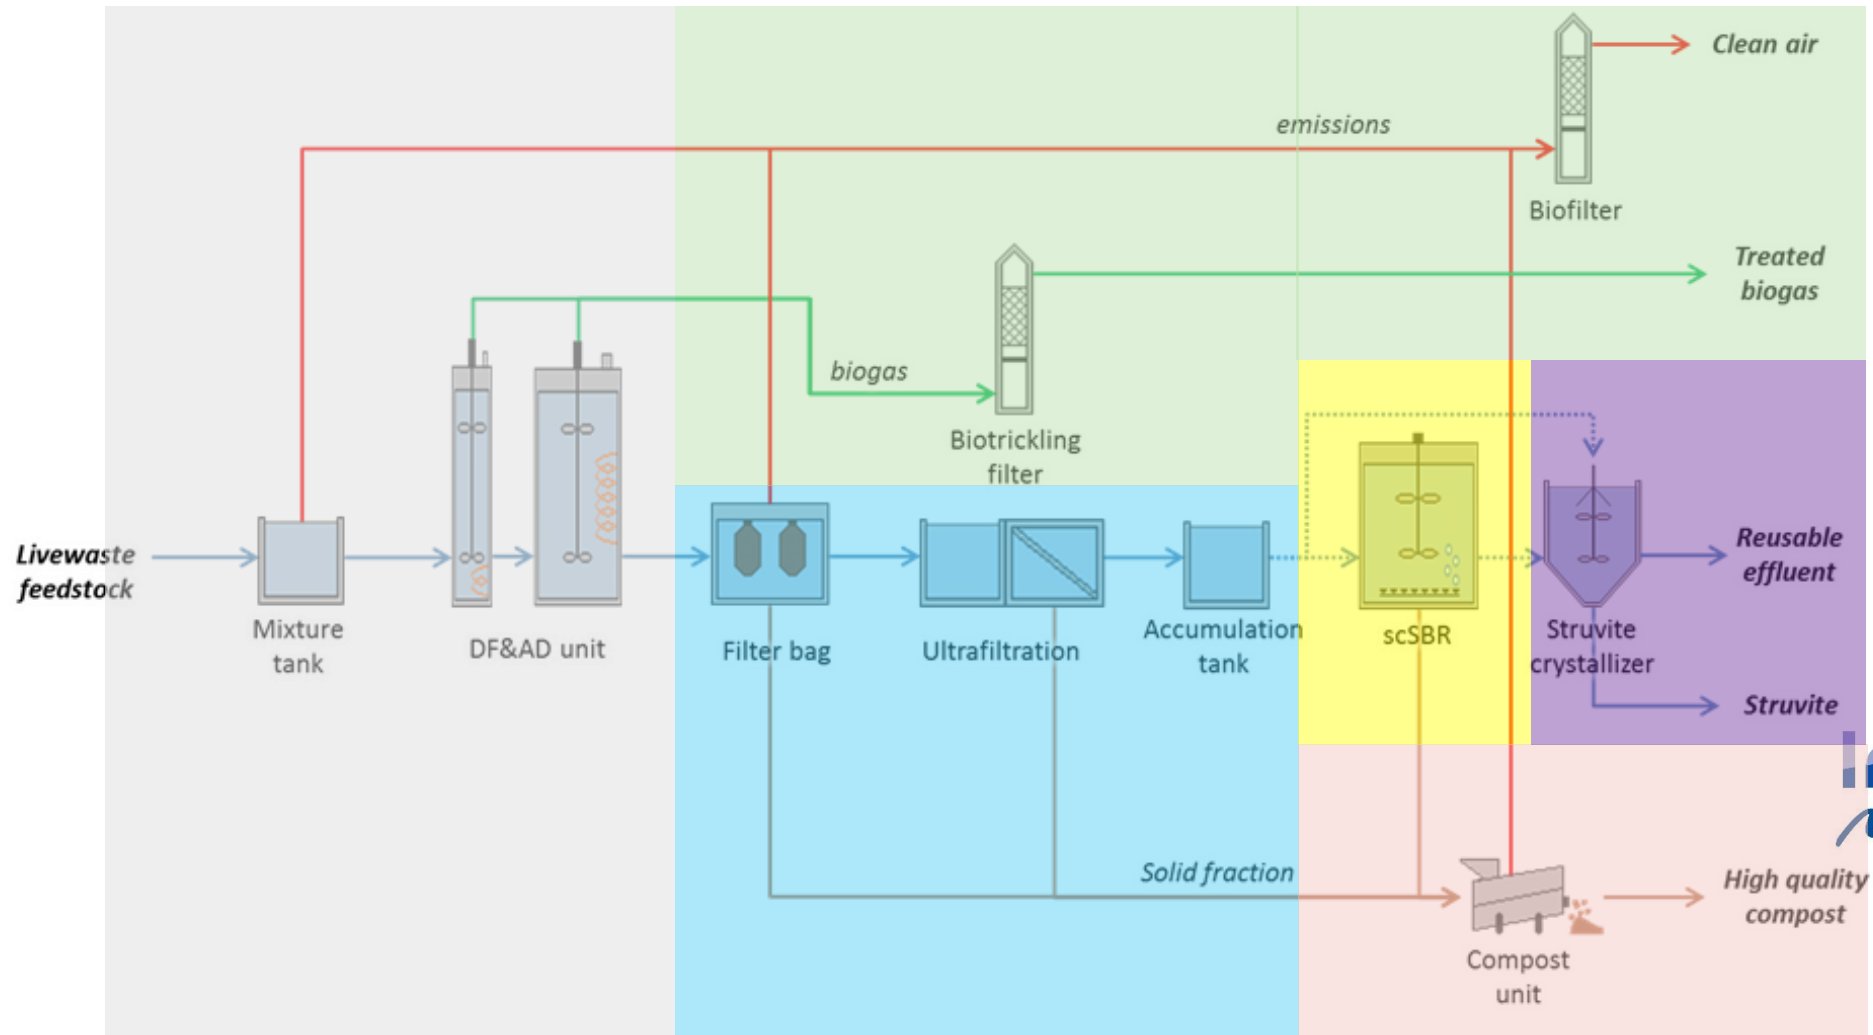 Clean air
emissions
Biofilter
Treated
biogas
biogas
Biotrickling
filter
Livewaste
feedstock
Mixture
tank
DF&AD unit
Filter bag
Ultrafiltration
Accumulation
tank
scSBR
Struvite
crystallizer
Reusable
effluent
Struvite
Solid fraction
High quality
compost
Compost
unit